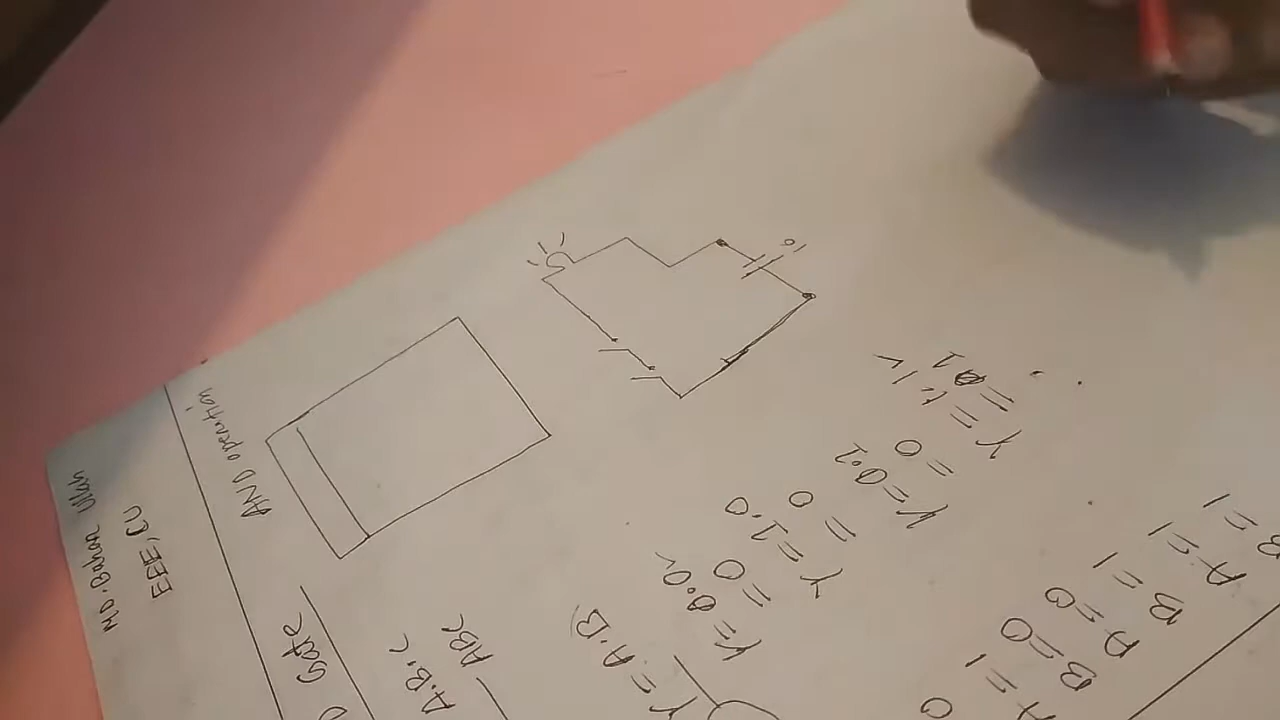 MD. Bahar Ullah
EEE, CU
AND operation
Gate
A.B.C
ABC
Y = A.B
Y = 0.0
= 0
Y = 1.0
= 0
Y = 0.1
= 0
Y = 1.1
= 1
0
A = 1
B = 0
A = 0
B = 1
A = 1
B = 1